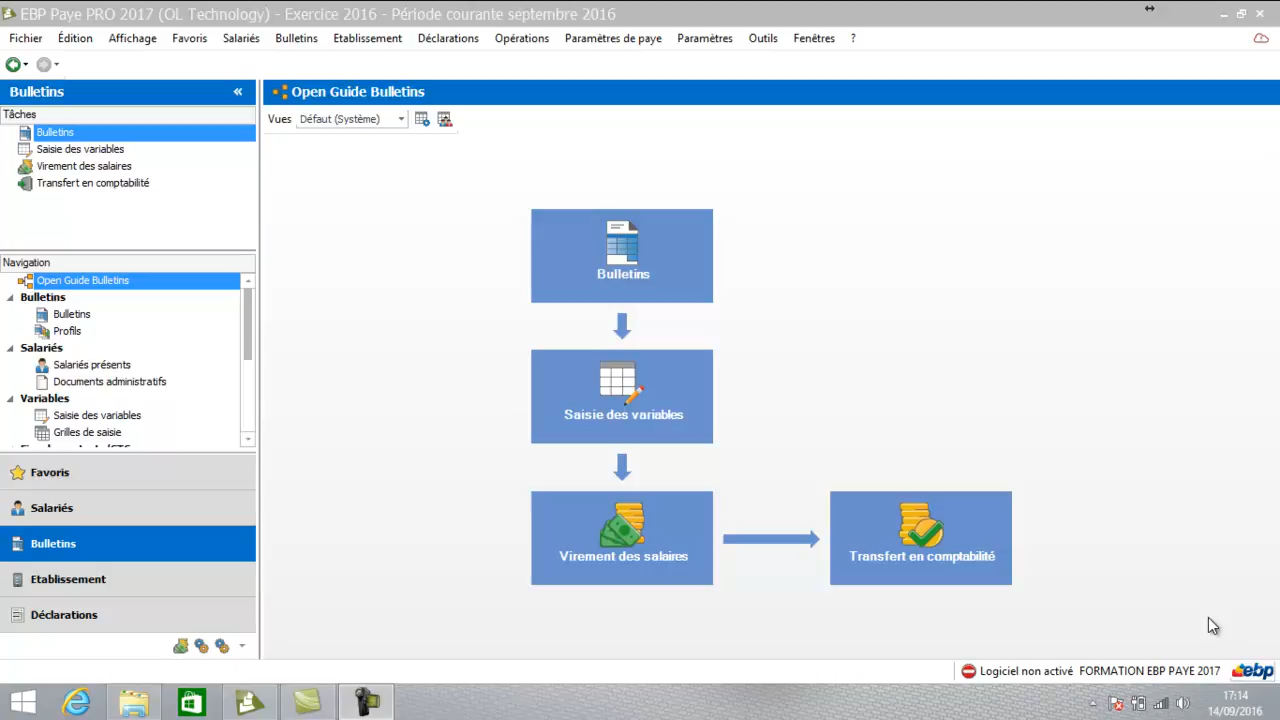 EBP Paye PRO 2017 (OL Technology) - Exercice 2016 - Période courante septembre 2016
Fichier Édition Affichage Favoris Salariés Bulletins Etablissement Déclarations Opérations Paramètres de paye Paramètres Outils Fenêtres ?
Bulletins «
Tâches
Bulletins
Saisie des variables
Virement des salaires
Transfert en comptabilité
Navigation
Open Guide Bulletins
Bulletins
Bulletins
Profils
Salariés
Salariés présents
Documents administratifs
Variables
Saisie des variables
Grilles de saisie
Favoris
Salariés
Bulletins
Etablissement
Déclarations
Open Guide Bulletins
Vues Défaut (Système)
Bulletins
Saisie des variables
Virement des salaires
Transfert en comptabilité
Logiciel non activé FORMATION EBP PAYE 2017 ebp
17:14
14/09/2016